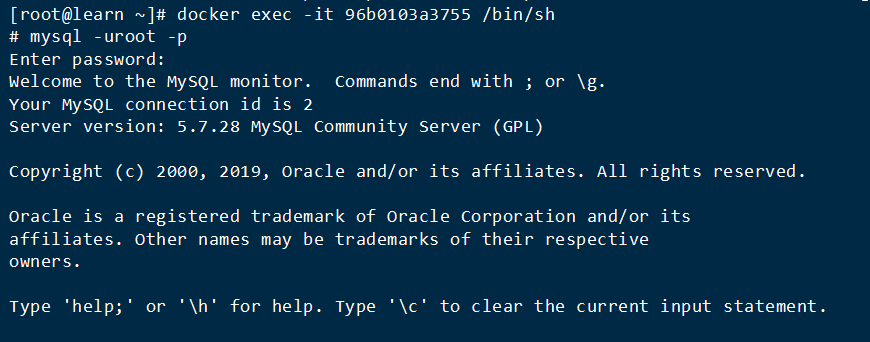 [root@learn ~]# docker exec -it 96b0103a3755 /bin/sh
# mysql -uroot -p
Enter password:
Welcome to the MySQL monitor.  Commands end with ; or \g.
Your MySQL connection id is 2
Server version: 5.7.28 MySQL Community Server (GPL)
Copyright (c) 2000, 2019, Oracle and/or its affiliates. All rights reserved.
Oracle is a registered trademark of Oracle Corporation and/or its
affiliates. Other names may be trademarks of their respective
owners.
Type 'help;' or '\h' for help. Type '\c' to clear the current input statement.